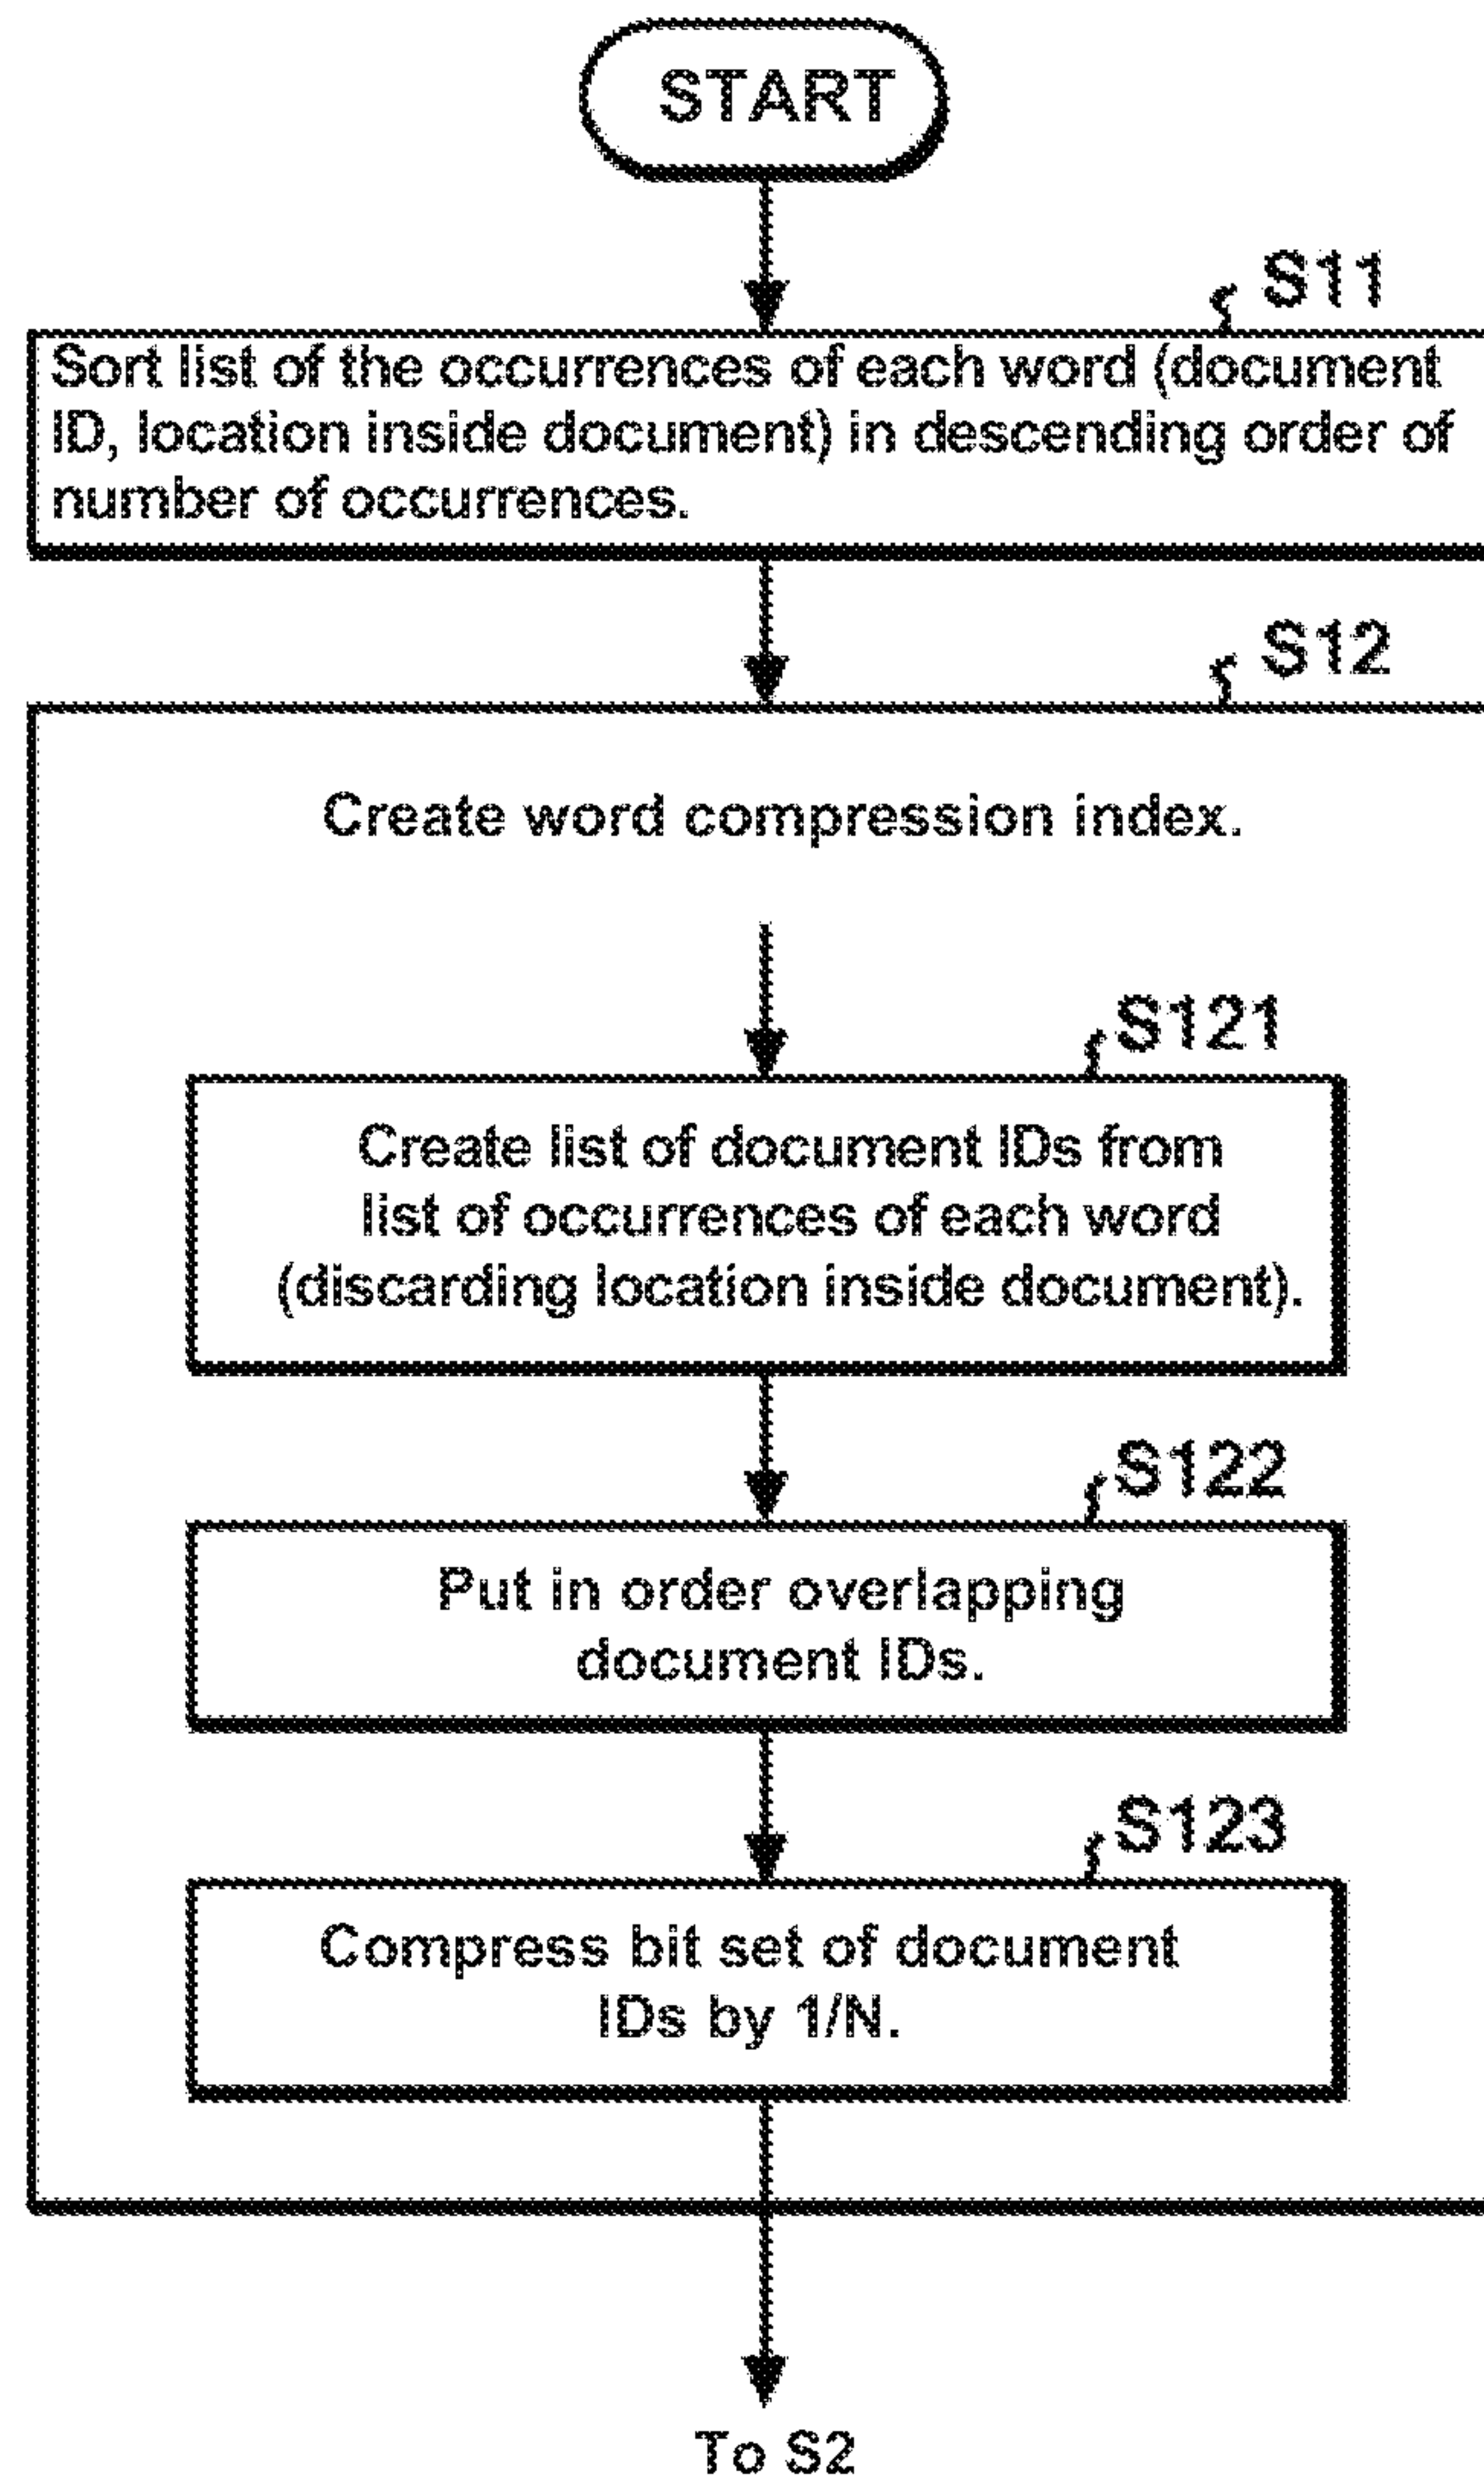 START
S11
Sort list of the occurrences of each word (document
ID, location inside document) in descending order of
number of occurrences.
S12
Create word compression index.
S121
Create list of document IDs from
list of occurrences of each word
(discarding location inside document).
S122
Put in order overlapping
document IDs.
S123
Compress bit set of document
IDs by 1/N.
To S2